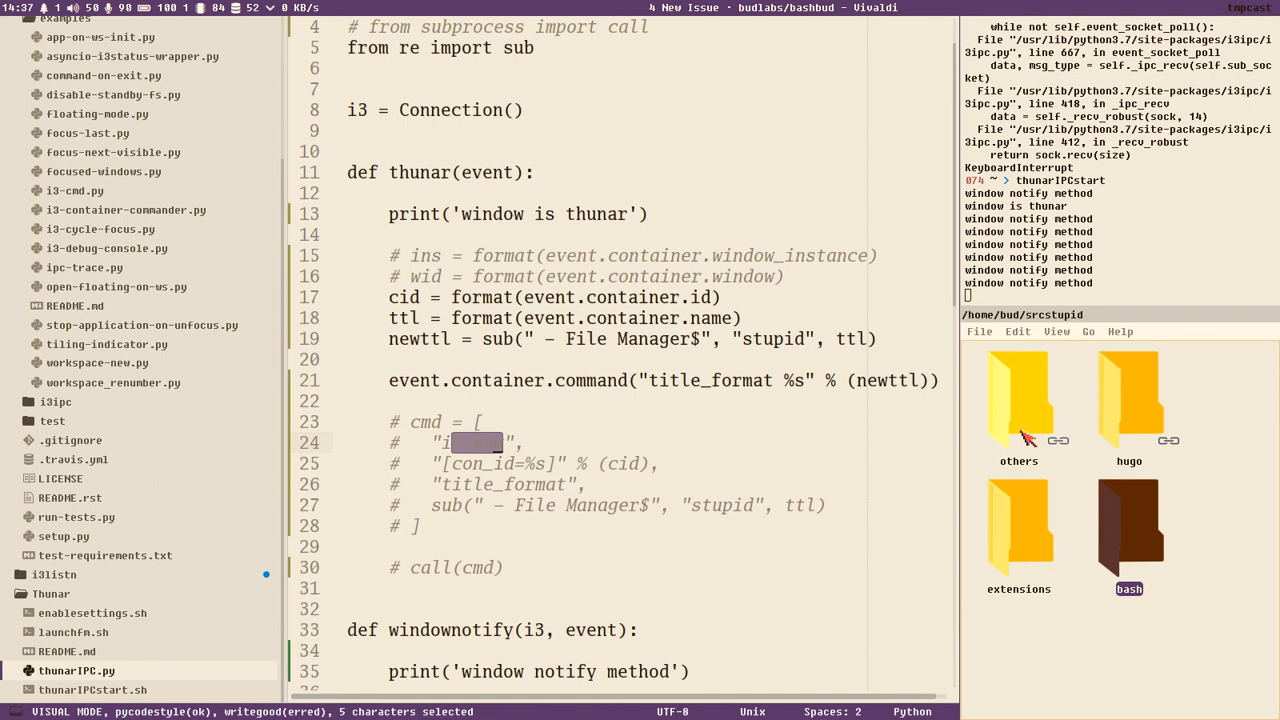 14:37 1 50 90 100 1 84 52 0 KB/s
4 New Issue · budlabs/bashbud - Vivaldi
tmpcast
examples
app-on-ws-init.py
asyncio-i3status-wrapper.py
command-on-exit.py
disable-standby-fs.py
floating-mode.py
focus-last.py
focus-next-visible.py
focused-windows.py
i3-cmd.py
i3-container-commander.py
i3-cycle-focus.py
i3-debug-console.py
ipc-trace.py
open-floating-on-ws.py
README.md
stop-application-on-unfocus.py
tiling-indicator.py
workspace-new.py
workspace_renumber.py
i3ipc
test
.gitignore
.travis.yml
LICENSE
README.rst
run-tests.py
setup.py
test-requirements.txt
i3listn
Thunar
enablesettings.sh
launchfm.sh
README.md
thunarIPC.py
thunarIPCstart.sh
4 # from subprocess import call
5 from re import sub
6
7
8 i3 = Connection()
9
10
11 def thunar(event):
12
13 print('window is thunar')
14
15 # ins = format(event.container.window_instance)
16 # wid = format(event.container.window)
17 cid = format(event.container.id)
18 ttl = format(event.container.name)
19 newttl = sub(" - File Manager$", "stupid", ttl)
20
21 event.container.command("title_format %s" % (newttl))
22
23 # cmd = [
24 # "i ",
25 # "[con_id=%s]" % (cid),
26 # "title_format",
27 # sub(" - File Manager$", "stupid", ttl)
28 # ]
29
30 # call(cmd)
31
32
33 def windownotify(i3, event):
34
35 print('window notify method')
while not self.event_socket_poll():
File "/usr/lib/python3.7/site-packages/i3ipc/i
3ipc.py", line 667, in event_socket_poll
data, msg_type = self._ipc_recv(self.sub_soc
ket)
File "/usr/lib/python3.7/site-packages/i3ipc/i
3ipc.py", line 418, in _ipc_recv
data = self._recv_robust(sock, 14)
File "/usr/lib/python3.7/site-packages/i3ipc/i
3ipc.py", line 412, in _recv_robust
return sock.recv(size)
KeyboardInterrupt
074 ~ > thunarIPCstart
window notify method
window is thunar
window notify method
window notify method
window notify method
window notify method
window notify method
window notify method
/home/bud/srcstupid
File Edit View Go Help
others
hugo
extensions
bash
VISUAL MODE, pycodestyle(ok), writegood(erred), 5 characters selected
UTF-8
Unix
Spaces: 2
Python